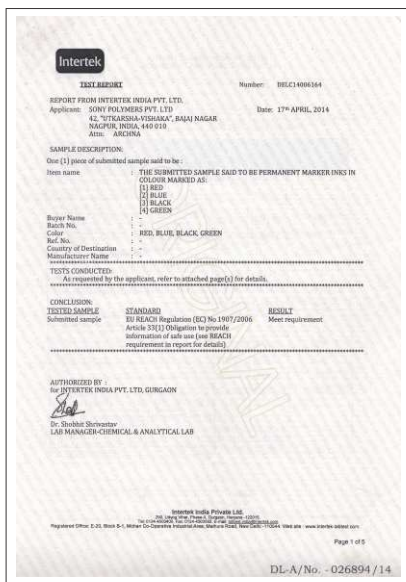 Intertek
TEST REPORT
Number: DELC14006164
REPORT FROM INTERTEK INDIA PVT. LTD.
Applicant: SONY POLYMERS PVT. LTD
Date: 17th APRIL, 2014
42, "UTKARSHA-VISHAKA", BAJAJ NAGAR
NAGPUR, INDIA, 440 010
Attn: ARCHNA
SAMPLE DESCRIPTION:
One (1) piece of submitted sample said to be :
Item name : THE SUBMITTED SAMPLE SAID TO BE PERMANENT MARKER INKS IN
COLOUR MARKED AS:
[1] RED
[2] BLUE
[3] BLACK
[4] GREEN
Buyer Name : -
Batch No. : -
Color : RED, BLUE, BLACK, GREEN
Ref. No. : -
Country of Destination : -
Manufacturer Name : -
TESTS CONDUCTED:
As requested by the applicant, refer to attached page(s) for details.
CONCLUSION:
TESTED SAMPLE STANDARD RESULT
Submitted sample EU REACH Regulation (EC) No 1907/2006 Meet requirement
Article 33(1) Obligation to provide
information of safe use (see REACH
requirement in report for details)
AUTHORIZED BY :
for INTERTEK INDIA PVT. LTD, GURGAON
Dr. Shobhit Shrivastav
LAB MANAGER-CHEMICAL & ANALYTICAL LAB
Intertek India Private Ltd.
Page 1 of 5
DL-A/No. - 026894/14